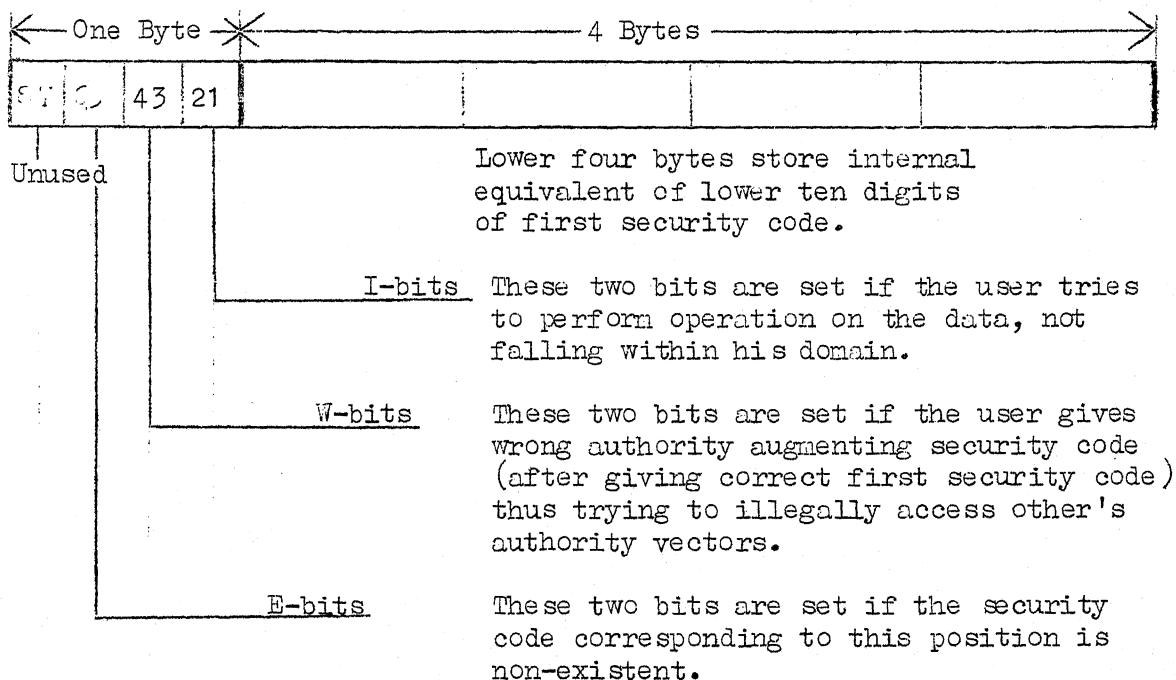 One Byte
4 Bytes
43 21
Unused
Lower four bytes store internal
equivalent of lower ten digits
of first security code.
I-bits These two bits are set if the user tries
to perform operation on the data, not
falling within his domain.
W-bits These two bits are set if the user gives
wrong authority augmenting security code
(after giving correct first security code)
thus trying to illegally access other's
authority vectors.
E-bits These two bits are set if the security
code corresponding to this position is
non-existent.